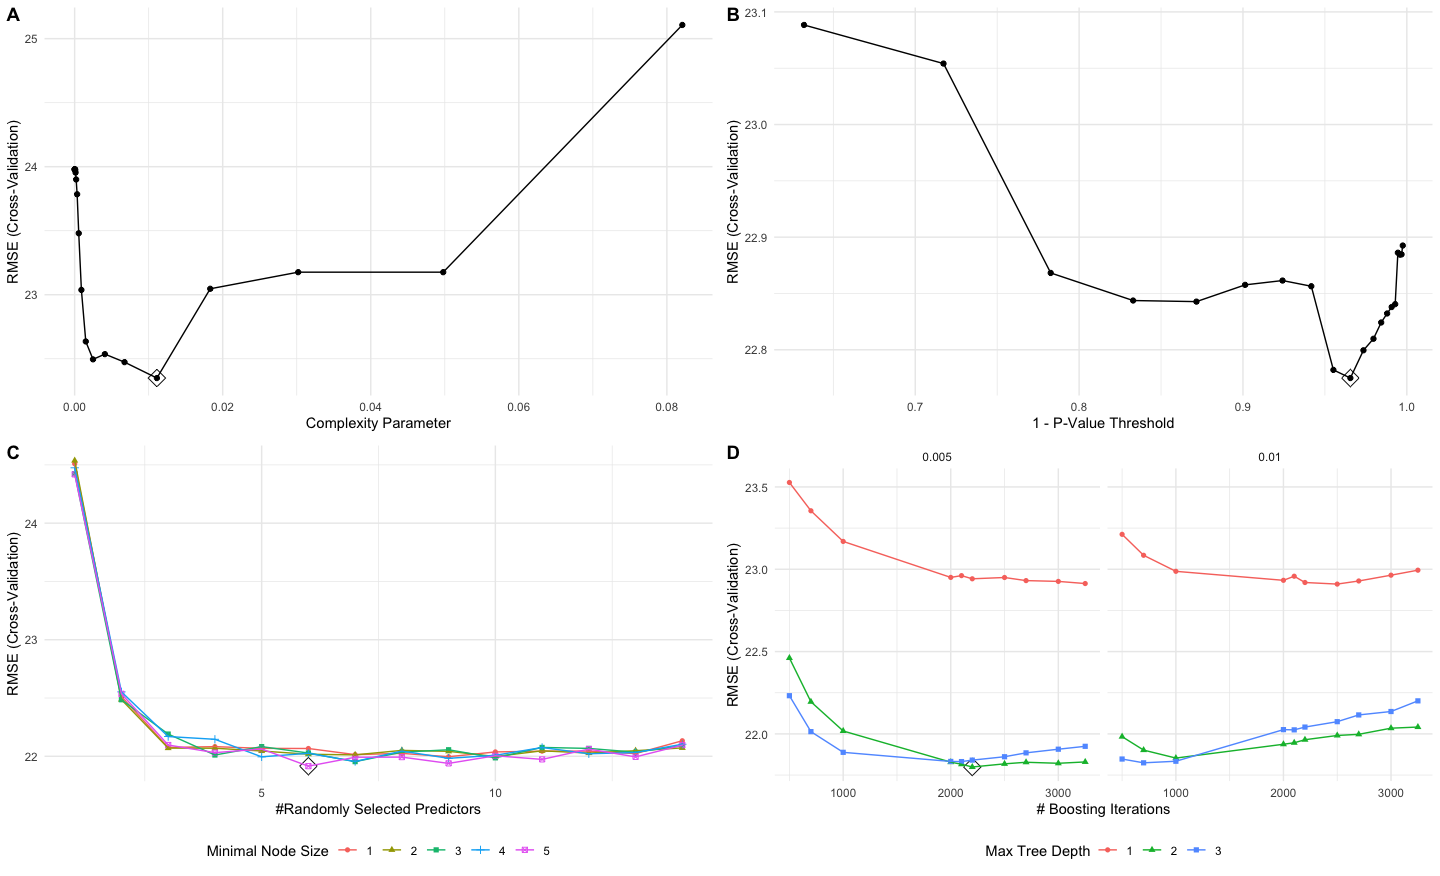 A
RMSE (Cross-Validation)
25
24
23
0.00 0.02 0.04 0.06 0.08
Complexity Parameter
B
RMSE (Cross-Validation)
23.1
23.0
22.9
22.8
0.7 0.8 0.9 1.0
1 - P-Value Threshold
C
RMSE (Cross-Validation)
24
23
22
5 10
#Randomly Selected Predictors
Minimal Node Size 1 2 3 4 5
D
0.005 0.01
RMSE (Cross-Validation)
23.5
23.0
22.5
22.0
1000 2000 3000 1000 2000 3000
# Boosting Iterations
Max Tree Depth 1 2 3